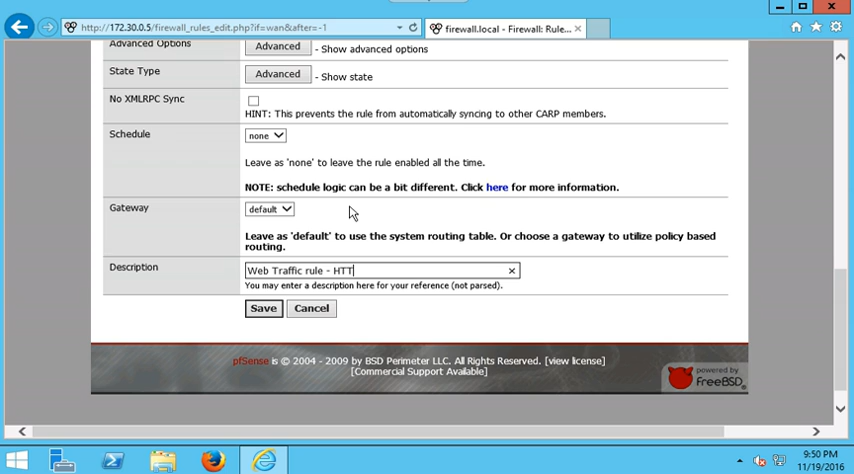 http://172.30.0.5/firewall_rules_edit.php?if=wan&after=-1
firewall.local - Firewall: Rule...
Advanced Options
Advanced - Show advanced options
State Type
Advanced - Show state
No XMLRPC Sync
HINT: This prevents the rule from automatically syncing to other CARP members.
Schedule
none
Leave as 'none' to leave the rule enabled all the time.
NOTE: schedule logic can be a bit different. Click here for more information.
Gateway
default
Leave as 'default' to use the system routing table. Or choose a gateway to utilize policy based
routing.
Description
Web Traffic rule - HTT
You may enter a description here for your reference (not parsed).
Save Cancel
pfSense is © 2004 - 2009 by BSD Perimeter LLC. All Rights Reserved. [view license]
[Commercial Support Available]
powered by
FreeBSD
9:50 PM
11/19/2016